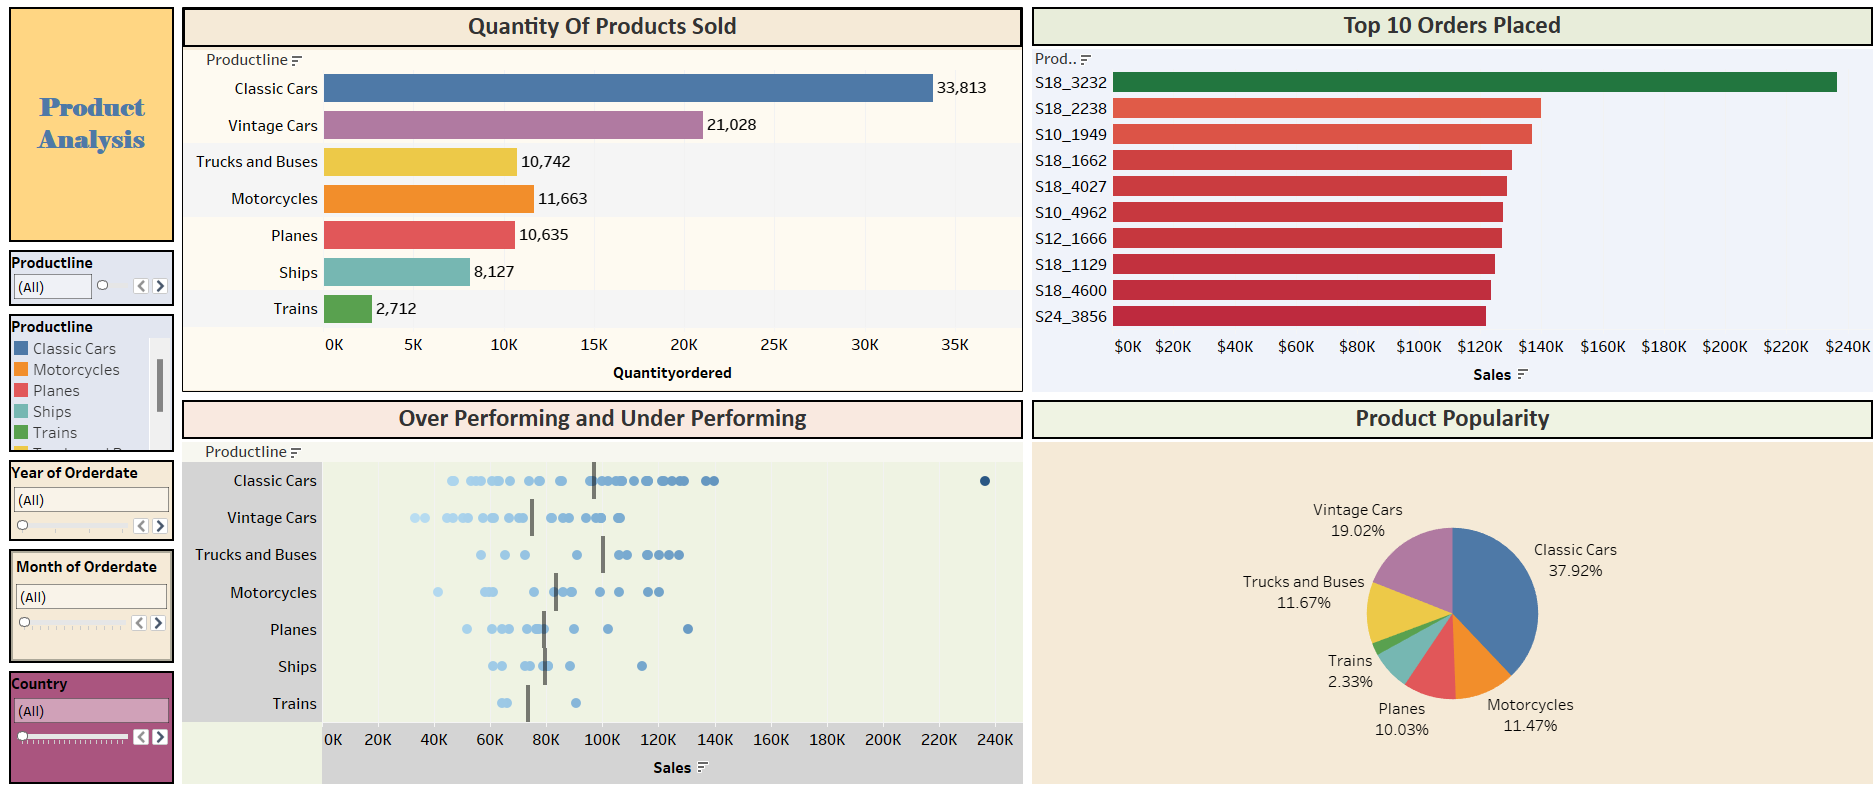 Product
Analysis
Productline
(All)
Productline
Classic Cars
Motorcycles
Planes
Ships
Trains
Year of Orderdate
(All)
Month of Orderdate
(All)
Country
(All)
Quantity Of Products Sold
Productline
Classic Cars 33,813
Vintage Cars 21,028
Trucks and Buses 10,742
Motorcycles 11,663
Planes 10,635
Ships 8,127
Trains 2,712
0K 5K 10K 15K 20K 25K 30K 35K
Quantityordered
Top 10 Orders Placed
Prod..
S18_3232
S18_2238
S10_1949
S18_1662
S18_4027
S10_4962
S12_1666
S18_1129
S18_4600
S24_3856
$0K $20K $40K $60K $80K $100K $120K $140K $160K $180K $200K $220K $240K
Sales
Over Performing and Under Performing
Productline
Classic Cars
Vintage Cars
Trucks and Buses
Motorcycles
Planes
Ships
Trains
0K 20K 40K 60K 80K 100K 120K 140K 160K 180K 200K 220K 240K
Sales
Product Popularity
Vintage Cars
19.02%
Classic Cars
37.92%
Trucks and Buses
11.67%
Trains
2.33%
Planes
10.03%
Motorcycles
11.47%